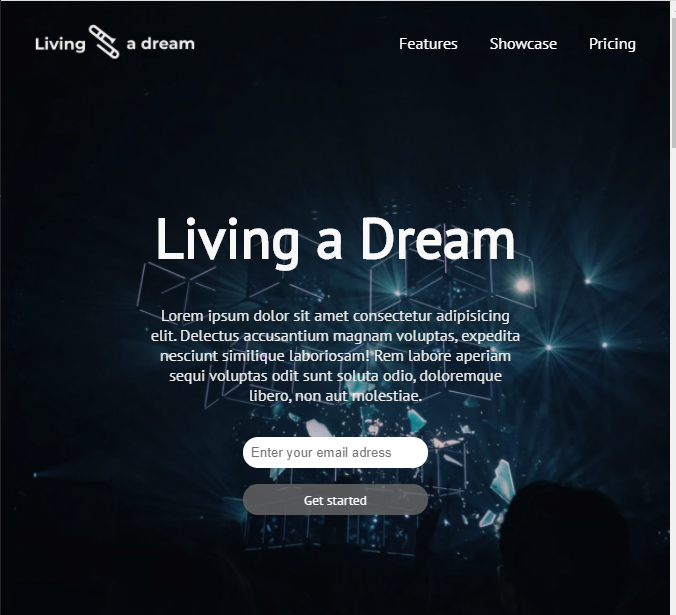 Living a dream
Features Showcase Pricing
Living a Dream
Lorem ipsum dolor sit amet consectetur adipisicing
elit. Delectus accusantium magnam voluptas, expedita
nesciunt similique laboriosam! Rem labore aperiam
sequi voluptas odit sunt soluta odio, doloremque
libero, non aut molestiae.
Enter your email adress
Get started